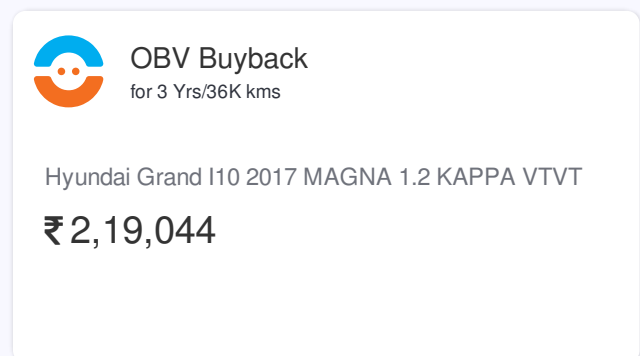 OBV Buyback
for 3 Yrs/36K kms
Hyundai Grand I10 2017 MAGNA 1.2 KAPPA VTVT
₹ 2,19,044